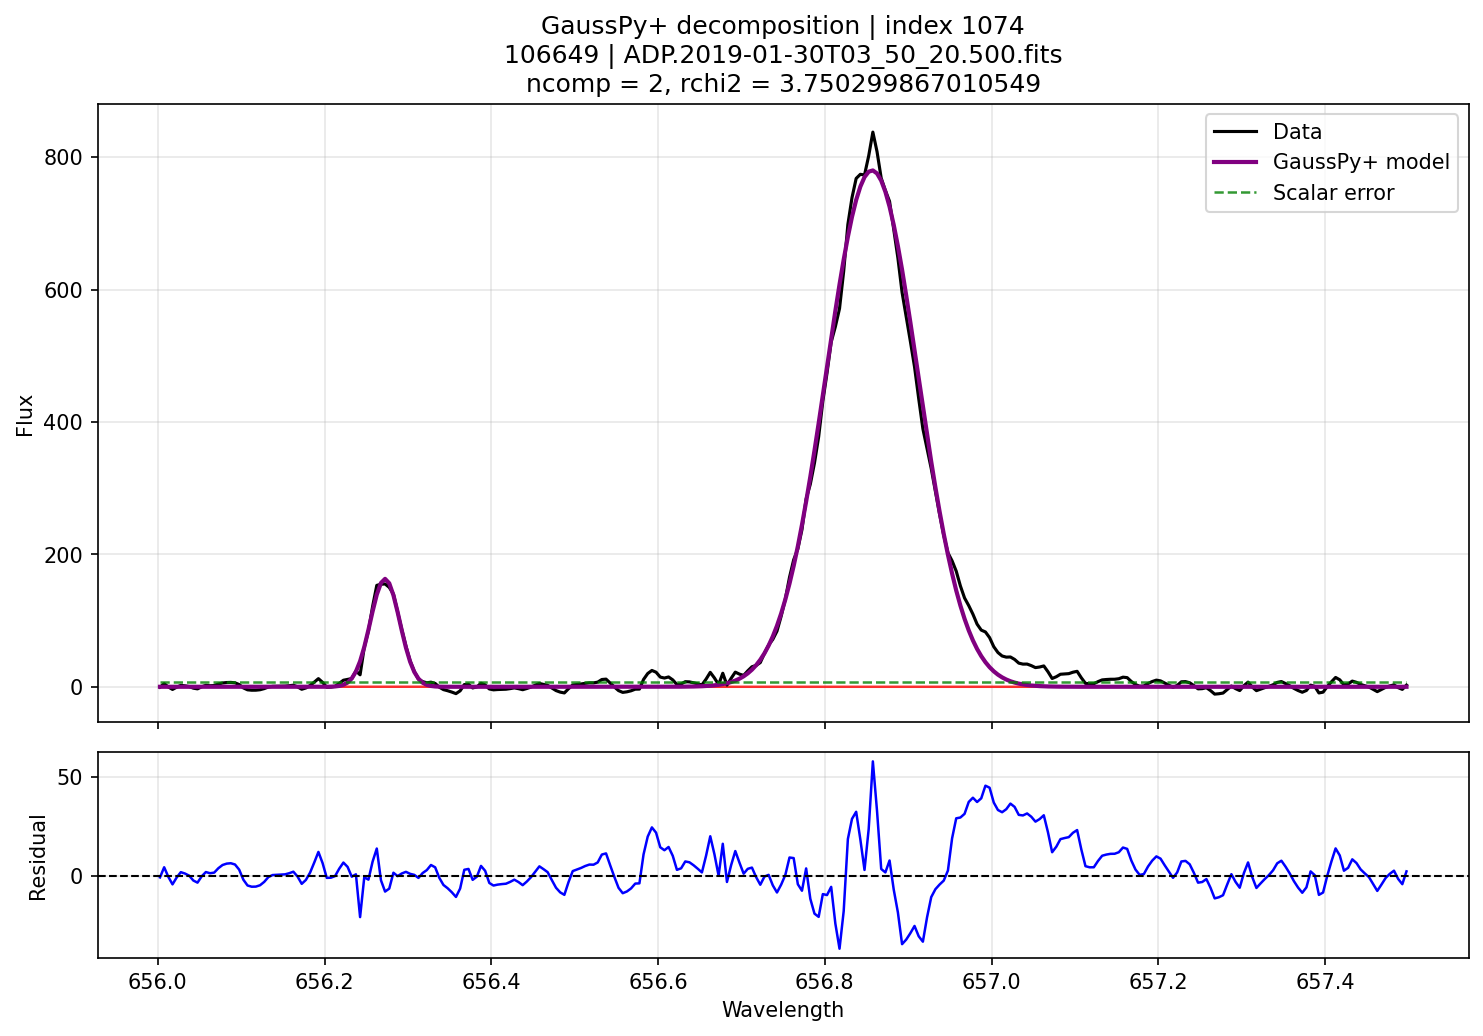 GaussPy+ decomposition | index 1074
106649 | ADP.2019-01-30T03_50_20.500.fits
ncomp = 2, rchi2 = 3.750299867010549
Data
GaussPy+ model
Scalar error
Flux
800
600
400
200
0
Residual
50
0
656.0 656.2 656.4 656.6 656.8 657.0 657.2 657.4
Wavelength